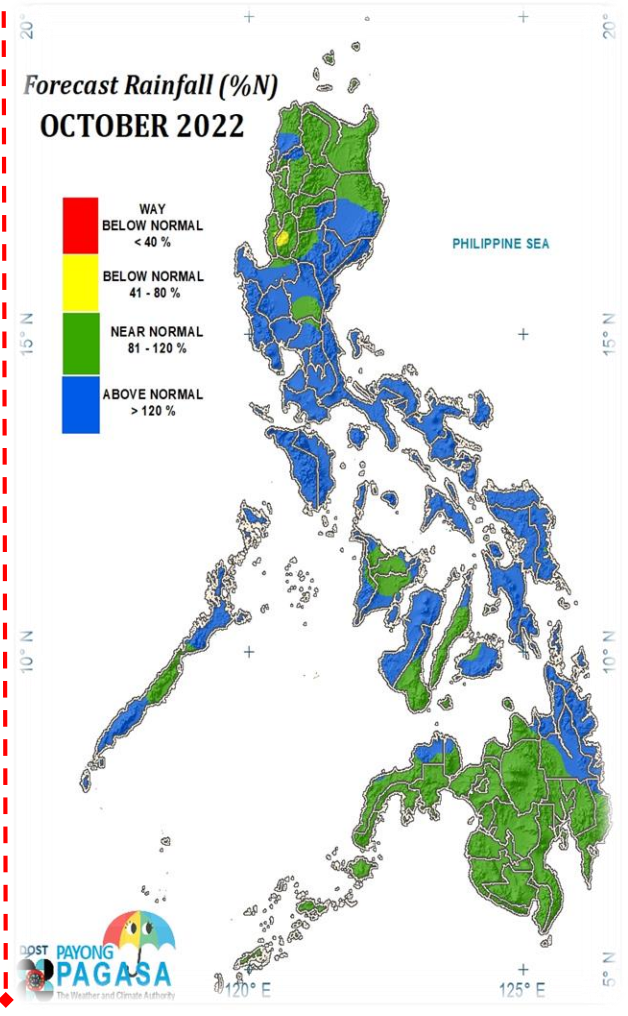 20°
20°
Forecast Rainfall (%N)
OCTOBER 2022
WAY
BELOW NORMAL
< 40 %
PHILIPPINE SEA
BELOW NORMAL
41 - 80 %
15° N
15° N
NEAR NORMAL
81 - 120 %
ABOVE NORMAL
> 120 %
10° N
10° N
DOST
PAYONG
PAGASA
The Weather and Climate Authority
120° E
125° E
5° N